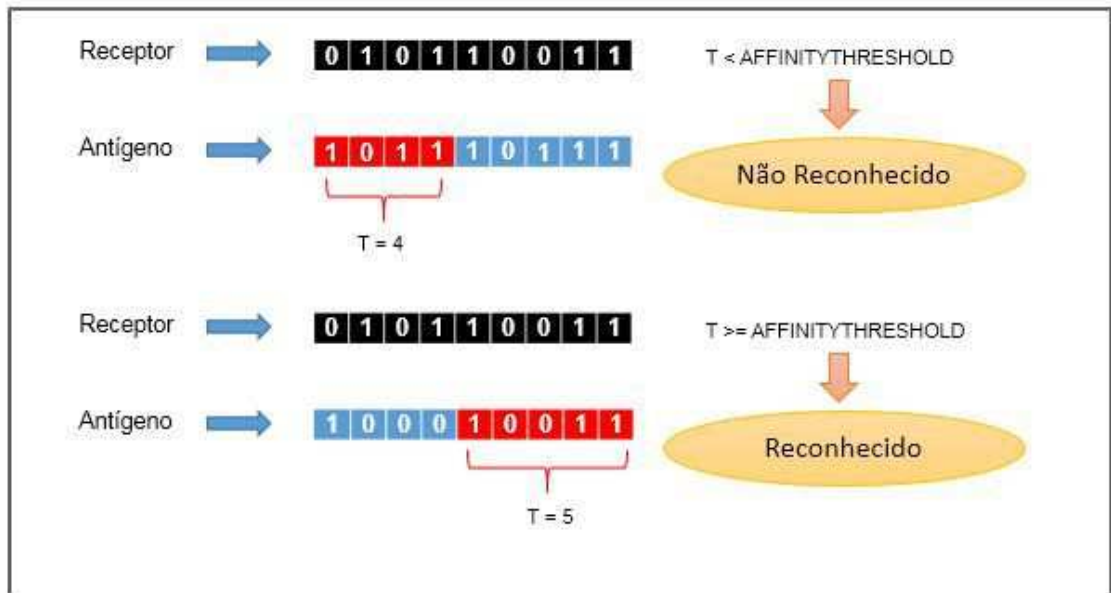 Receptor
0 1 0 1 1 0 0 1 1
T < AFFINITYTHRESHOLD
Antígeno
1 0 1 1 1 0 1 1 1
Não Reconhecido
T = 4
Receptor
0 1 0 1 1 0 0 1 1
T >= AFFINITYTHRESHOLD
Antígeno
1 0 0 0 1 0 0 1 1
Reconhecido
T = 5